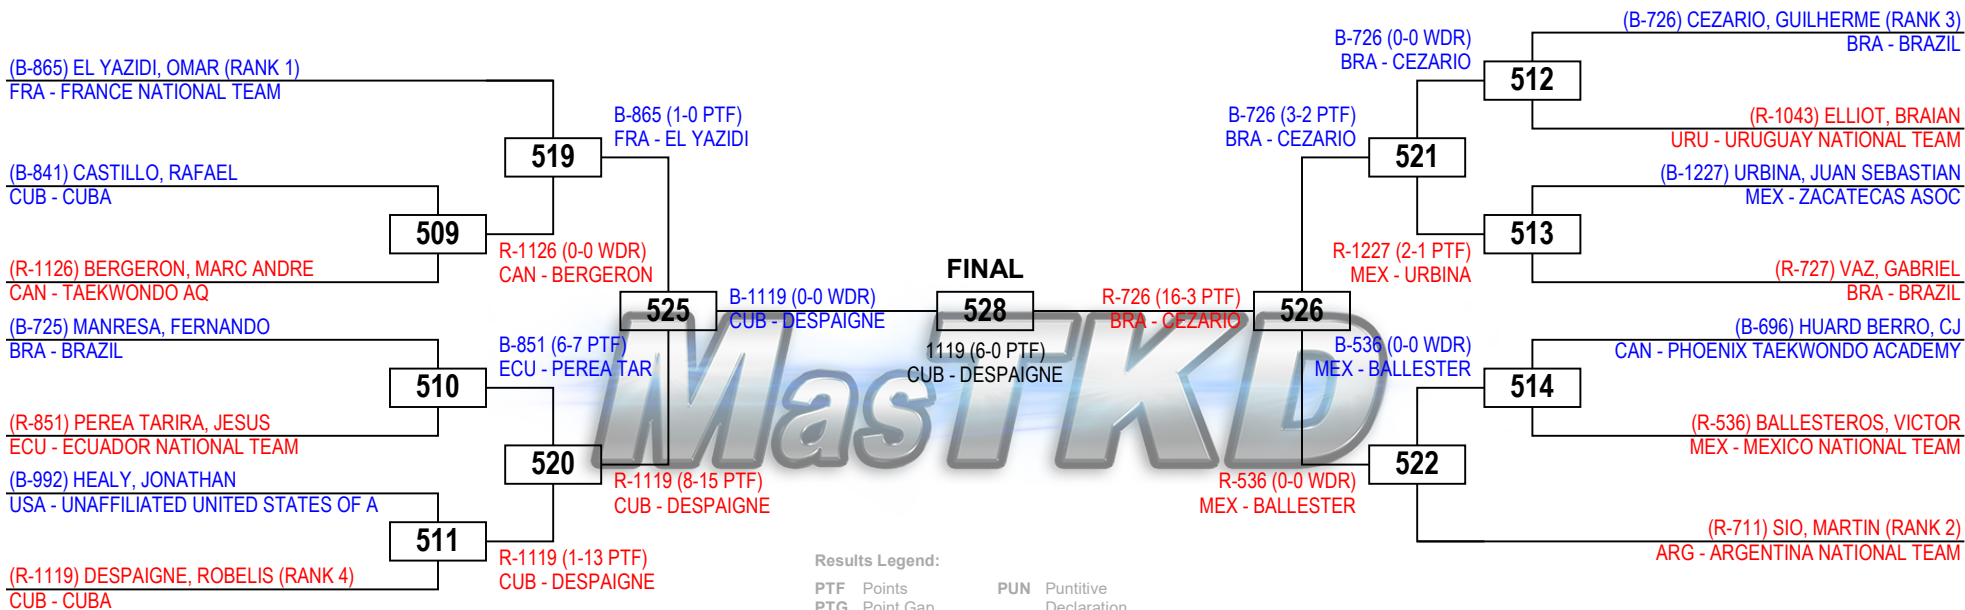 (B-865) EL YAZIDI, OMAR (RANK 1)
FRA - FRANCE NATIONAL TEAM
B-865 (1-0 PTF)
FRA - EL YAZIDI
519
(B-841) CASTILLO, RAFAEL
CUB - CUBA
509
R-1126 (0-0 WDR)
CAN - BERGERON
(R-1126) BERGERON, MARC ANDRE
CAN - TAEKWONDO AQ
525
B-1119 (0-0 WDR)
CUB - DESPAIGNE
(B-725) MANRESA, FERNANDO
BRA - BRAZIL
B-851 (6-7 PTF)
ECU - PEREA TAR
510
(R-851) PEREA TARIRA, JESUS
ECU - ECUADOR NATIONAL TEAM
520
R-1119 (8-15 PTF)
CUB - DESPAIGNE
(B-992) HEALY, JONATHAN
USA - UNAFFILIATED UNITED STATES OF A
511
R-1119 (1-13 PTF)
CUB - DESPAIGNE
(R-1119) DESPAIGNE, ROBELIS (RANK 4)
CUB - CUBA
FINAL
528
1119 (6-0 PTF)
CUB - DESPAIGNE
MasTKD
(B-726) CEZARIO, GUILHERME (RANK 3)
BRA - BRAZIL
B-726 (0-0 WDR)
BRA - CEZARIO
512
(R-1043) ELLIOT, BRAIAN
URU - URUGUAY NATIONAL TEAM
B-726 (3-2 PTF)
BRA - CEZARIO
521
(B-1227) URBINA, JUAN SEBASTIAN
MEX - ZACATECAS ASOC
513
R-1227 (2-1 PTF)
MEX - URBINA
(R-727) VAZ, GABRIEL
BRA - BRAZIL
R-726 (16-3 PTF)
BRA - CEZARIO
526
(B-696) HUARD BERRO, CJ
CAN - PHOENIX TAEKWONDO ACADEMY
B-536 (0-0 WDR)
MEX - BALLESTER
514
(R-536) BALLESTEROS, VICTOR
MEX - MEXICO NATIONAL TEAM
522
R-536 (0-0 WDR)
MEX - BALLESTER
(R-711) SIO, MARTIN (RANK 2)
ARG - ARGENTINA NATIONAL TEAM
Results Legend:
PTF Points PUN Puntitive
PTG Point Gap Declaration